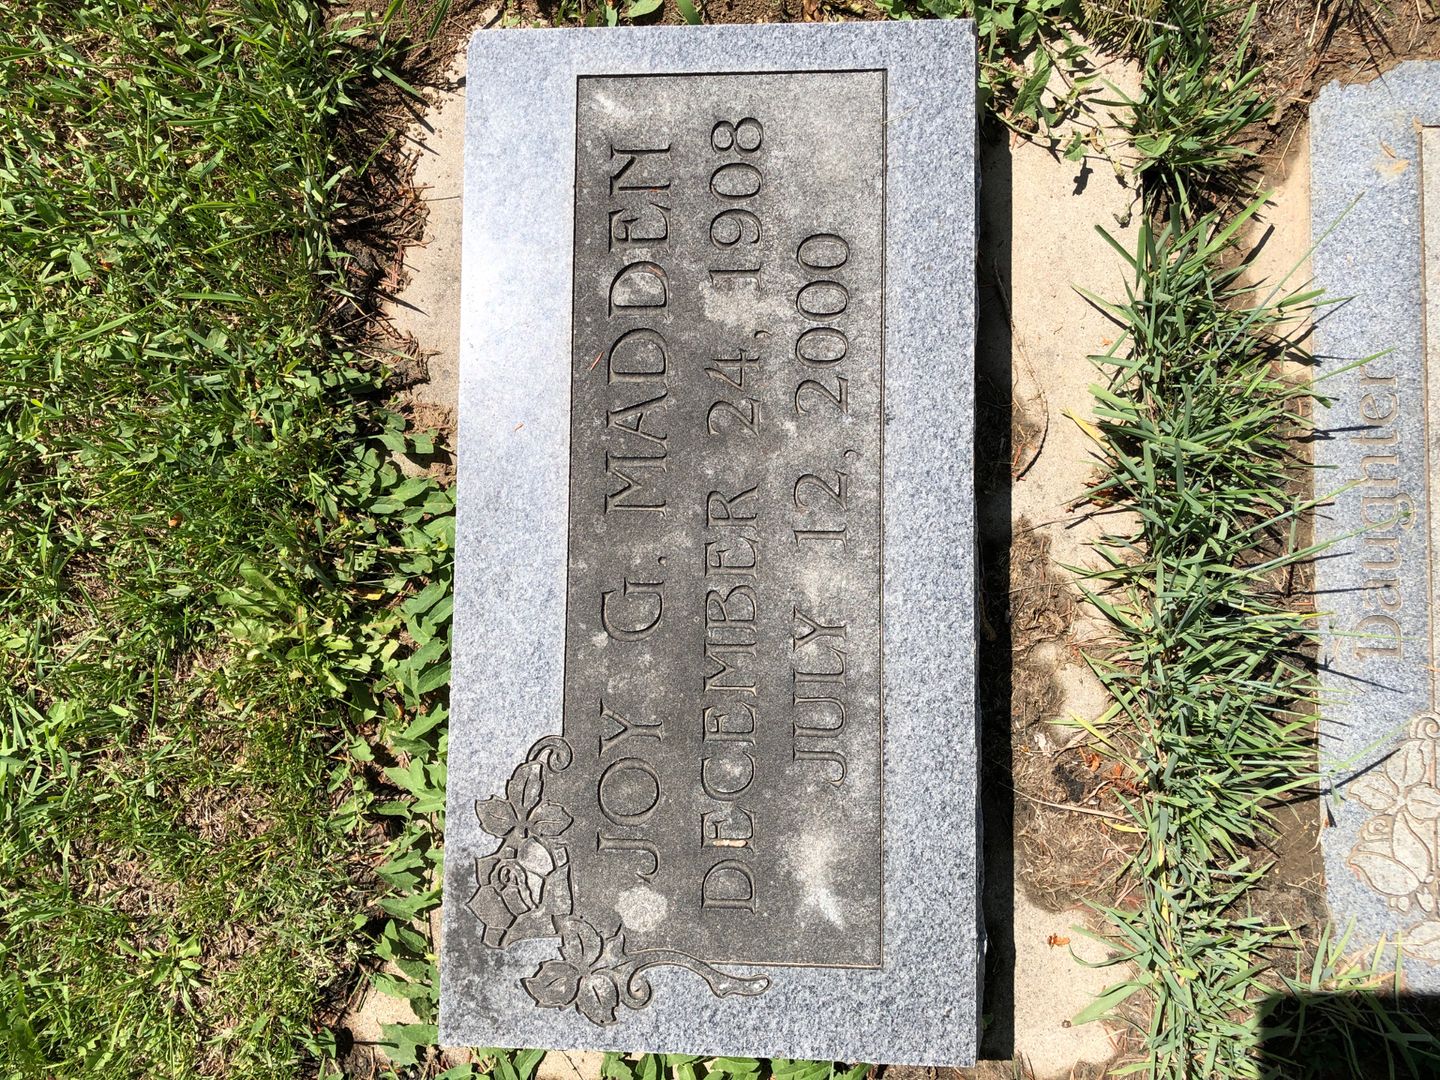 JOY G. MADDEN
DECEMBER 24, 1908
JULY 12, 2000
Daughter